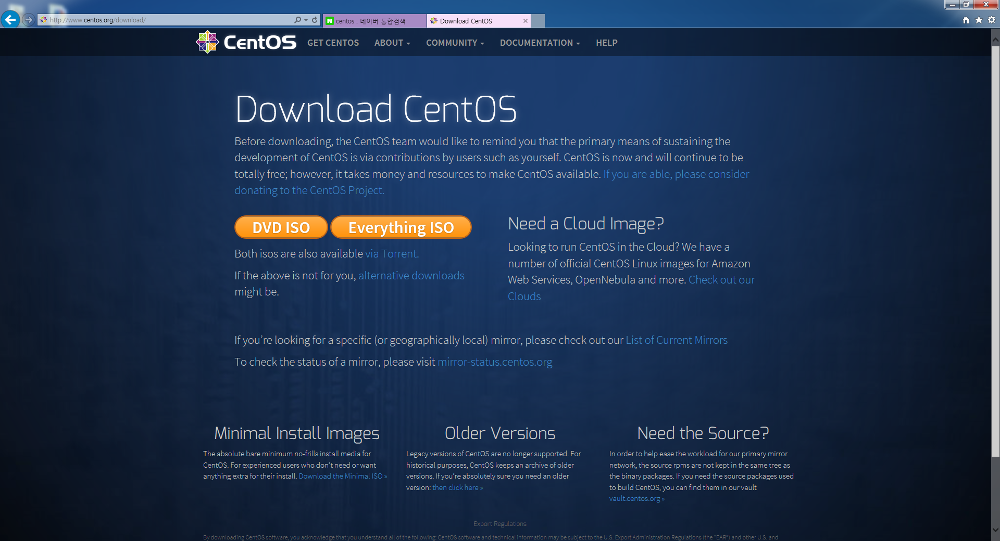 http://www.centos.org/download/
centos : 네이버 통합검색
Download CentOS
CentOS
GET CENTOS
ABOUT
COMMUNITY
DOCUMENTATION
HELP
Download CentOS
Before downloading, the CentOS team would like to remind you that the primary means of sustaining the
development of CentOS is via contributions by users such as yourself. CentOS is now and will continue to be
totally free; however, it takes money and resources to make CentOS available. If you are able, please consider
donating to the CentOS Project.
DVD ISO
Everything ISO
Both isos are also available via Torrent.
If the above is not for you, alternative downloads
might be.
Need a Cloud Image?
Looking to run CentOS in the Cloud? We have a
number of official CentOS Linux images for Amazon
Web Services, OpenNebula and more. Check out our
Clouds
If you’re looking for a specific (or geographically local) mirror, please check out our List of Current Mirrors
To check the status of a mirror, please visit mirror-status.centos.org
Minimal Install Images
The absolute bare minimum no-frills install media for
CentOS. For experienced users who don’t need or want
anything extra for their install. Download the Minimal ISO »
Older Versions
Legacy versions of CentOS are no longer supported. For
historical purposes, CentOS keeps an archive of older
versions. If you’re absolutely sure you need an older
version: then click here »
Need the Source?
In order to help ease the workload for our primary mirror
network, the source rpms are not kept in the same tree as
the binary packages. If you need the source packages used
to build CentOS, you can find them in our vault
vault.centos.org »
Export Regulations
By downloading CentOS software, you acknowledge that you understand all of the following: CentOS software and technical information may be subject to the U.S. Export Administration Regulations (the “EAR”) and other U.S. and